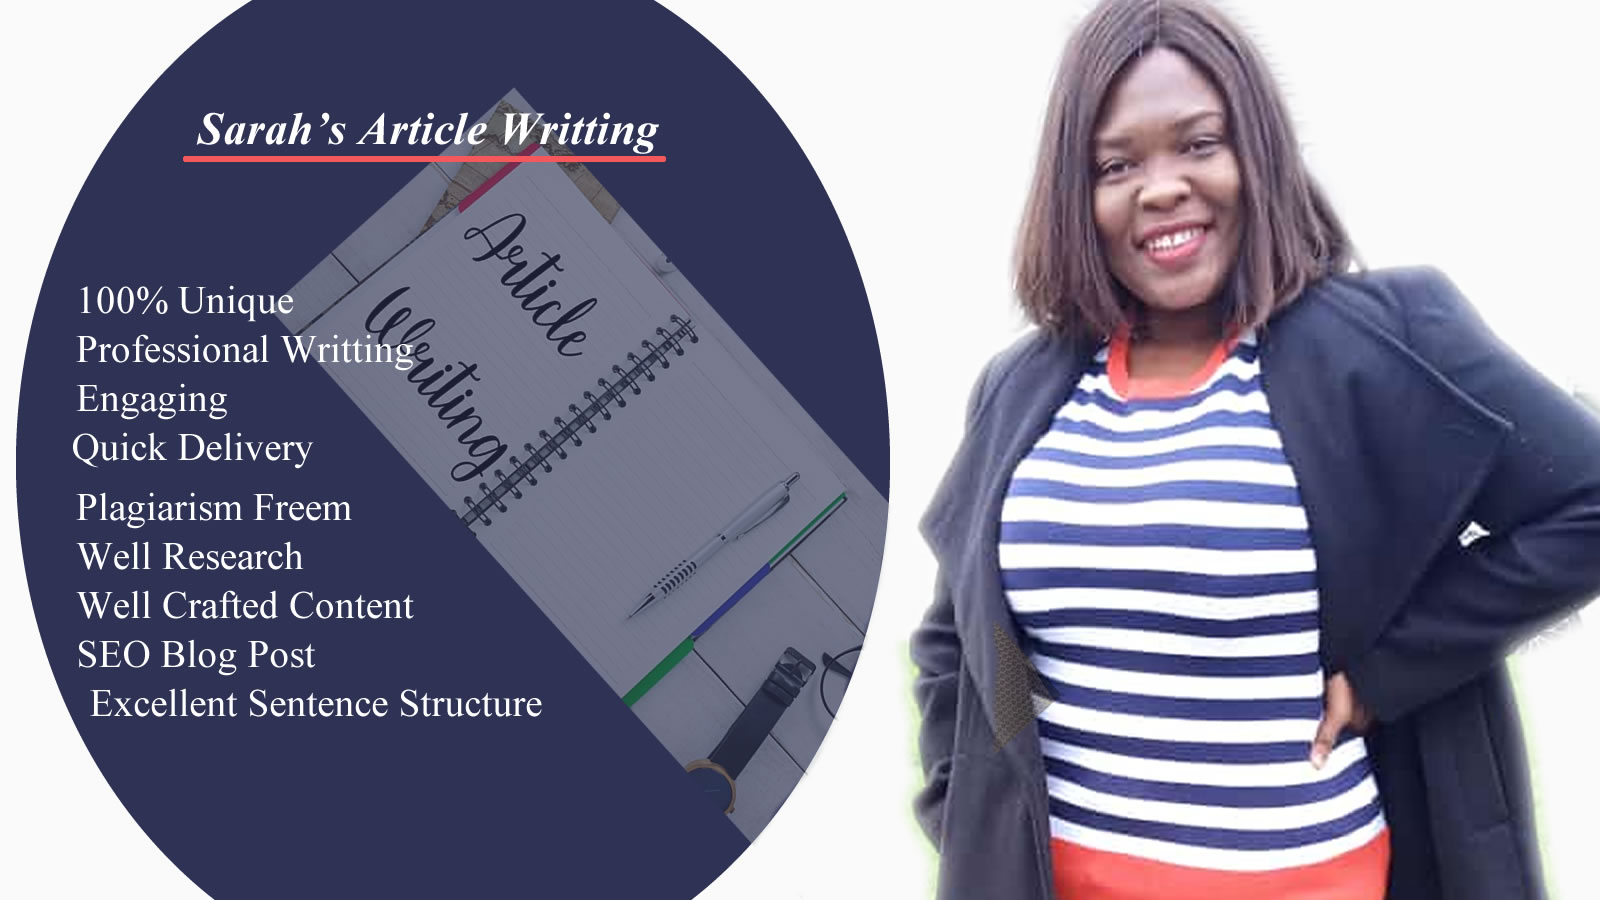 Sarah’s Article Writting
Article
Writing
100% Unique
Professional Writting
Engaging
Quick Delivery
Plagiarism Freem
Well Research
Well Crafted Content
SEO Blog Post
Excellent Sentence Structure